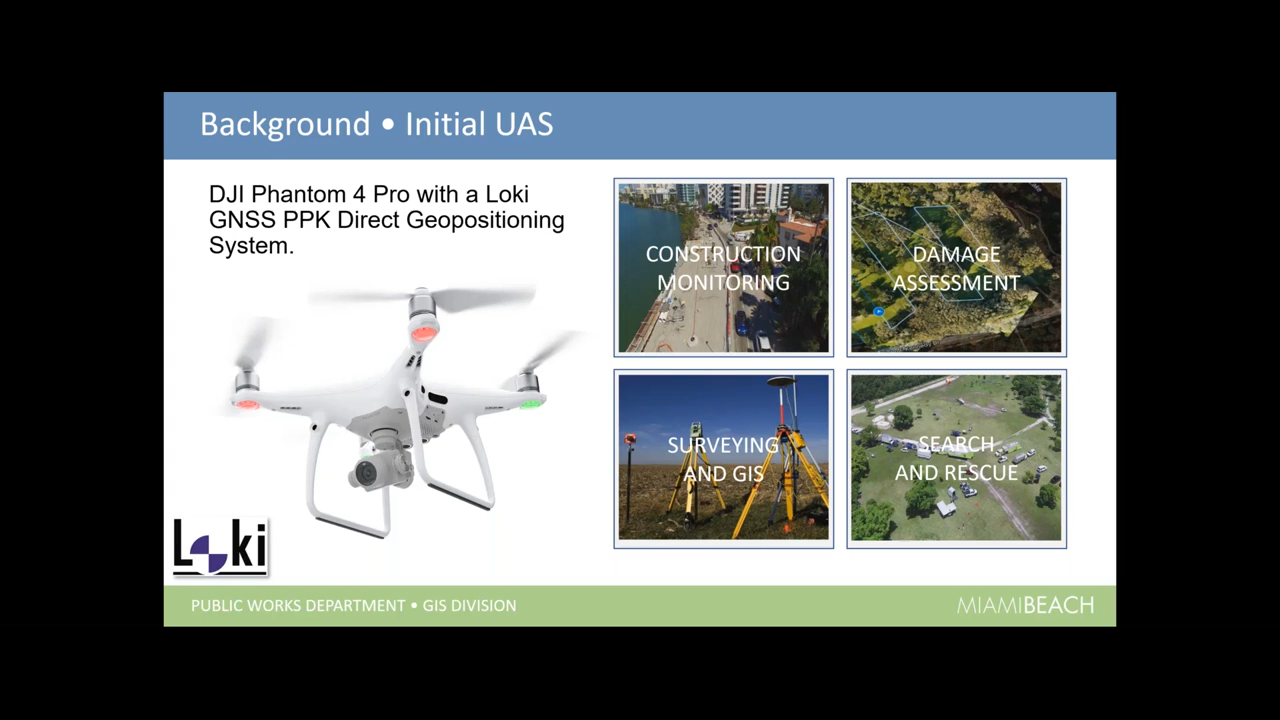 Background • Initial UAS
DJI Phantom 4 Pro with a Loki
GNSS PPK Direct Geopositioning
System.
CONSTRUCTION
MONITORING
DAMAGE
ASSESSMENT
SURVEYING
AND GIS
SEARCH
AND RESCUE
Loki
PUBLIC WORKS DEPARTMENT • GIS DIVISION
MIAMIBEACH